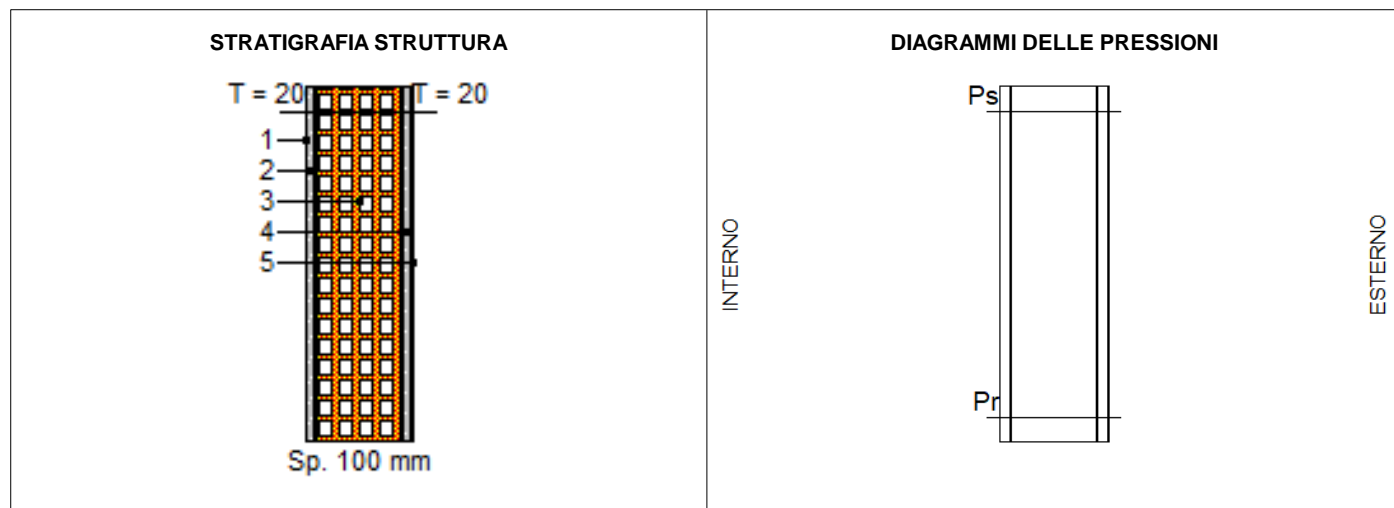 STRATIGRAFIA STRUTTURA
T = 20 T = 20
1
2
3
4
5
Sp. 100 mm
DIAGRAMMI DELLE PRESSIONI
Ps
INTERNO
ESTERNO
Pr